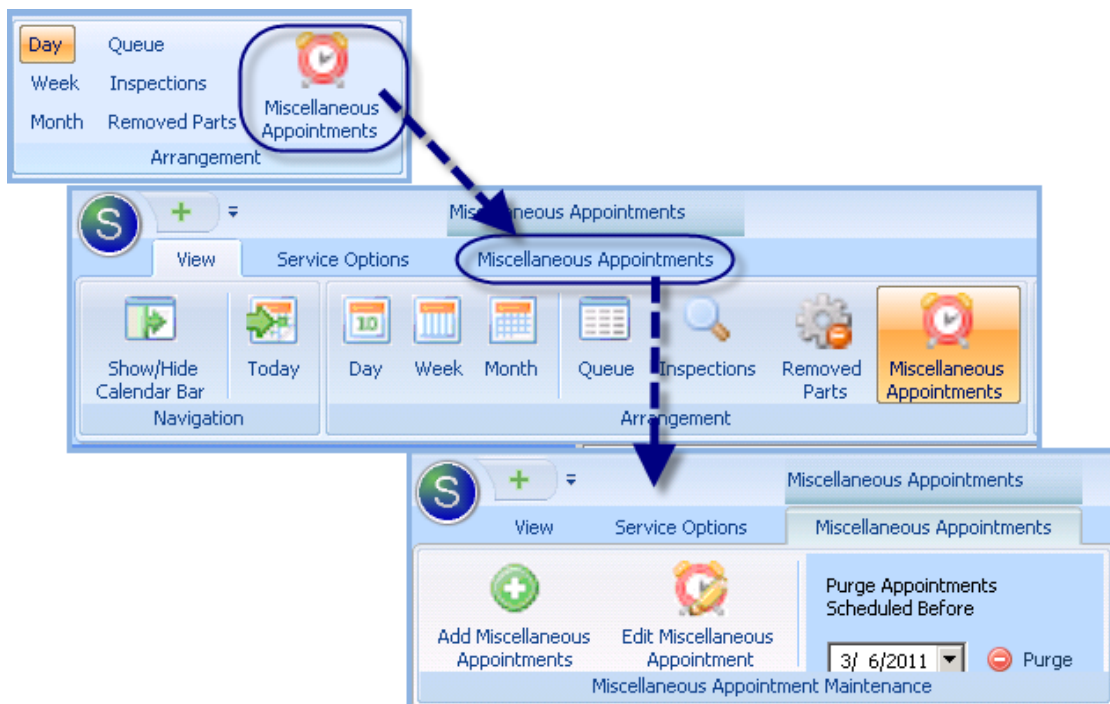 Day Queue
Week Inspections
Month Removed Parts
Miscellaneous
Appointments
Arrangement
S
Miscellaneous Appointments
View Service Options Miscellaneous Appointments
Show/Hide
Calendar Bar
Today
10
Day
Week
Month
Queue
Inspections
Removed
Parts
Miscellaneous
Appointments
Navigation
Arrangement
S
Miscellaneous Appointments
View Service Options Miscellaneous Appointments
Add Miscellaneous
Appointments
Edit Miscellaneous
Appointment
Purge Appointments
Scheduled Before
3/ 6/2011
Purge
Miscellaneous Appointment Maintenance